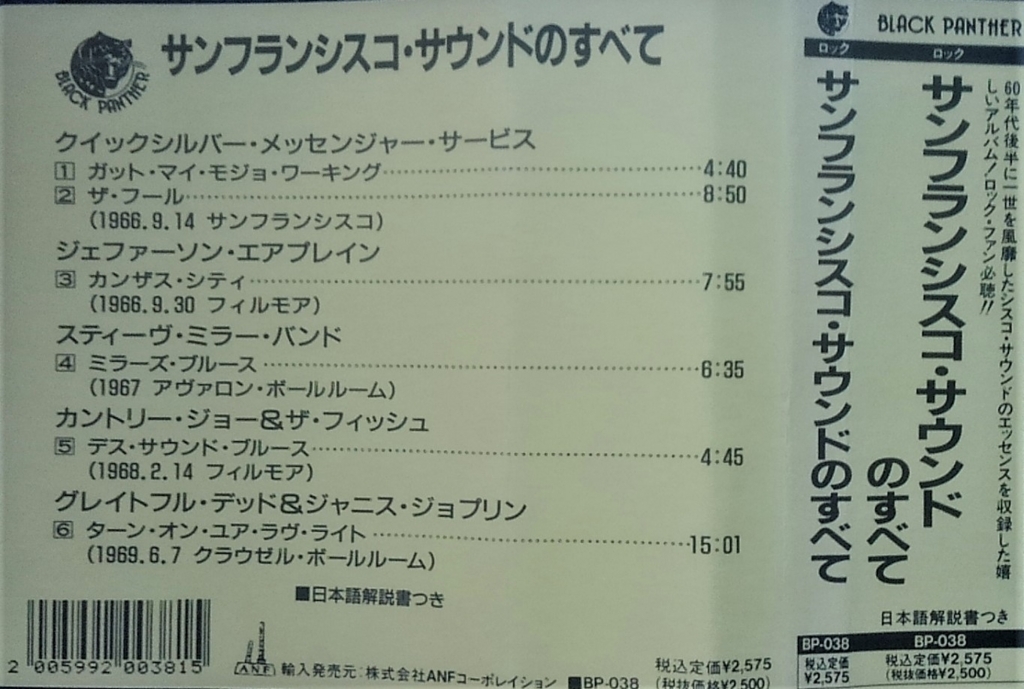 BLACK PANTHER
サンフランシスコ・サウンドのすべて
クイックシルバー・メッセンジャー・サービス
1 ガット・マイ・モジョ・ワーキング 4:40
2 ザ・フール 8:50
(1966.9.14 サンフランシスコ)
ジェファーソン・エアプレイン
3 カンザス・シティ 7:55
(1966.9.30 フィルモア)
スティーヴ・ミラー・バンド
4 ミラーズ・ブルース 6:35
(1967 アヴァロン・ボールルーム)
カントリー・ジョー&ザ・フィッシュ
5 デス・サウンド・ブルース 4:45
(1968.2.14 フィルモア)
グレイトフル・デッド&ジャニス・ジョプリン
6 ターン・オン・ユア・ラヴ・ライト 15:01
(1969.6.7 クラウゼル・ボールルーム)
■日本語解説書つき
2 005992 003815
ANF 輸入発売元:株式会社ANFコーポレイション ■BP-038
税込定価¥2,575
(税抜価格¥2,500)
ロック
サンフランシスコ・サウンドのすべて
BP-038
税込定価
¥2,575
BLACK PANTHER
ロック
60年代後半に一世を風靡したシスコ・サウンドのエッセンスを収録した嬉
しいアルバム!ロック・ファン必聴!!
サンフランシスコ・サウンド
のすべて
日本語解説書つき
BP-038
税込定価¥2,575
(税抜価格¥2,500)